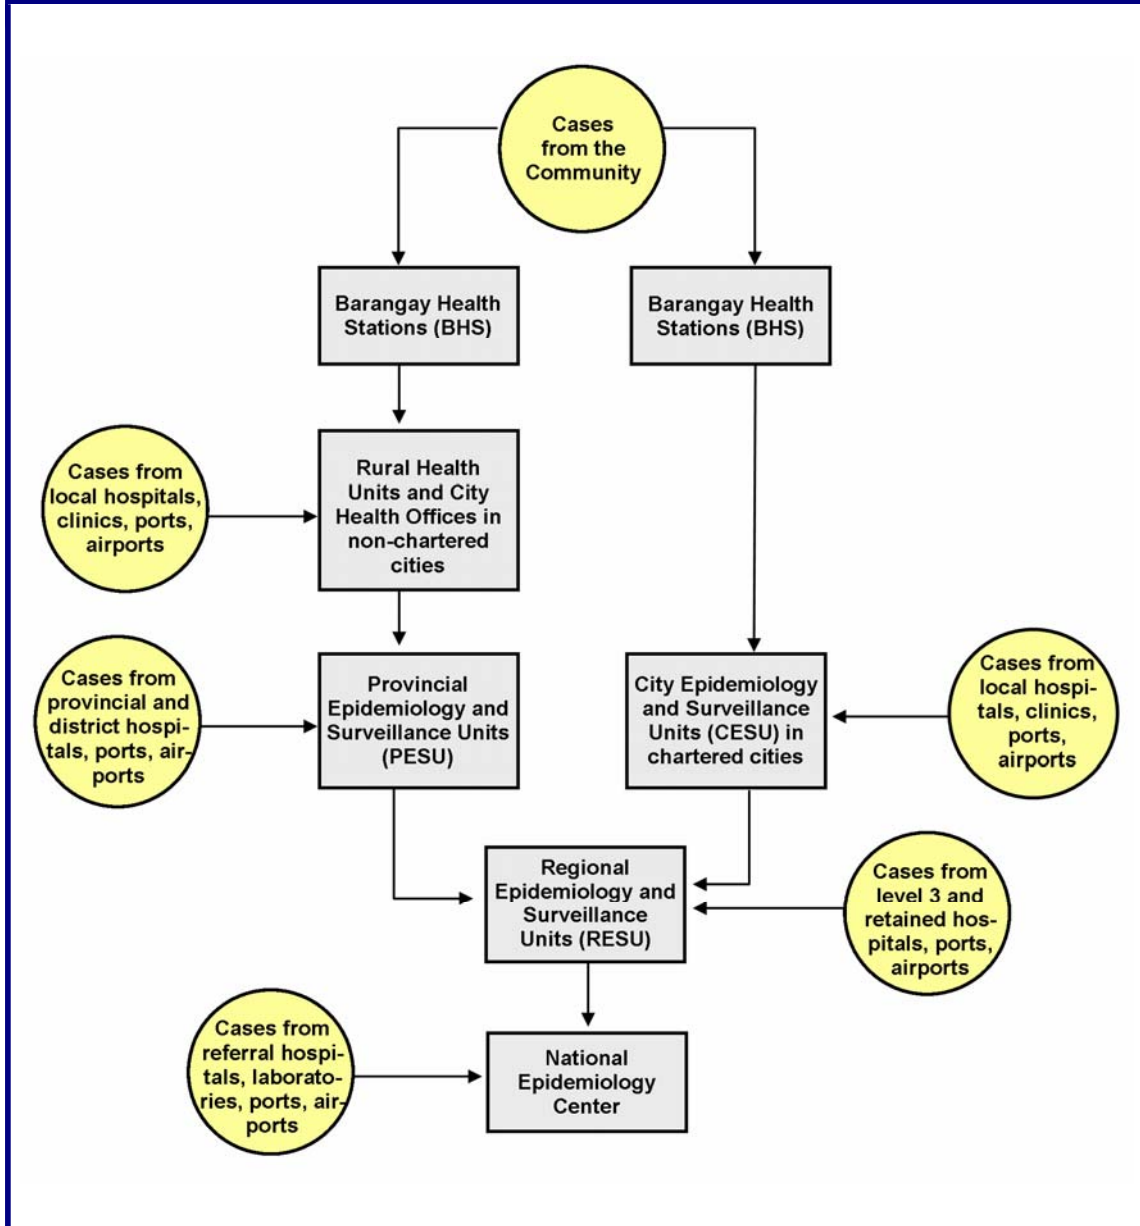 Cases
from the
Community
Barangay Health
Stations (BHS)
Barangay Health
Stations (BHS)
Cases from
local hospitals,
clinics, ports,
airports
Rural Health
Units and City
Health Offices in
non-chartered
cities
Cases from
provincial and
district hospi-
tals, ports, air-
ports
Provincial
Epidemiology and
Surveillance Units
(PESU)
City Epidemiology
and Surveillance
Units (CESU) in
chartered cities
Cases from
local hospi-
tals, clinics,
ports,
airports
Regional
Epidemiology and
Surveillance
Units (RESU)
Cases from
level 3 and
retained hos-
pitals, ports,
airports
Cases from
referral hospi-
tals, laborato-
ries, ports, air-
ports
National
Epidemiology
Center